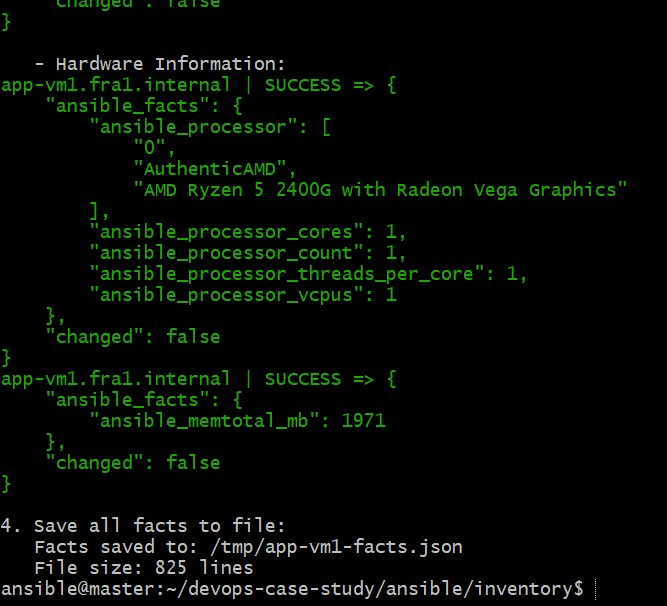 "changed": false
}

   - Hardware Information:
app-vm1.fra1.internal | SUCCESS => {
    "ansible_facts": {
        "ansible_processor": [
            "0",
            "AuthenticAMD",
            "AMD Ryzen 5 2400G with Radeon Vega Graphics"
        ],
        "ansible_processor_cores": 1,
        "ansible_processor_count": 1,
        "ansible_processor_threads_per_core": 1,
        "ansible_processor_vcpus": 1
    },
    "changed": false
}
app-vm1.fra1.internal | SUCCESS => {
    "ansible_facts": {
        "ansible_memtotal_mb": 1971
    },
    "changed": false
}

4. Save all facts to file:
   Facts saved to: /tmp/app-vm1-facts.json
   File size: 825 lines
ansible@master:~/devops-case-study/ansible/inventory$